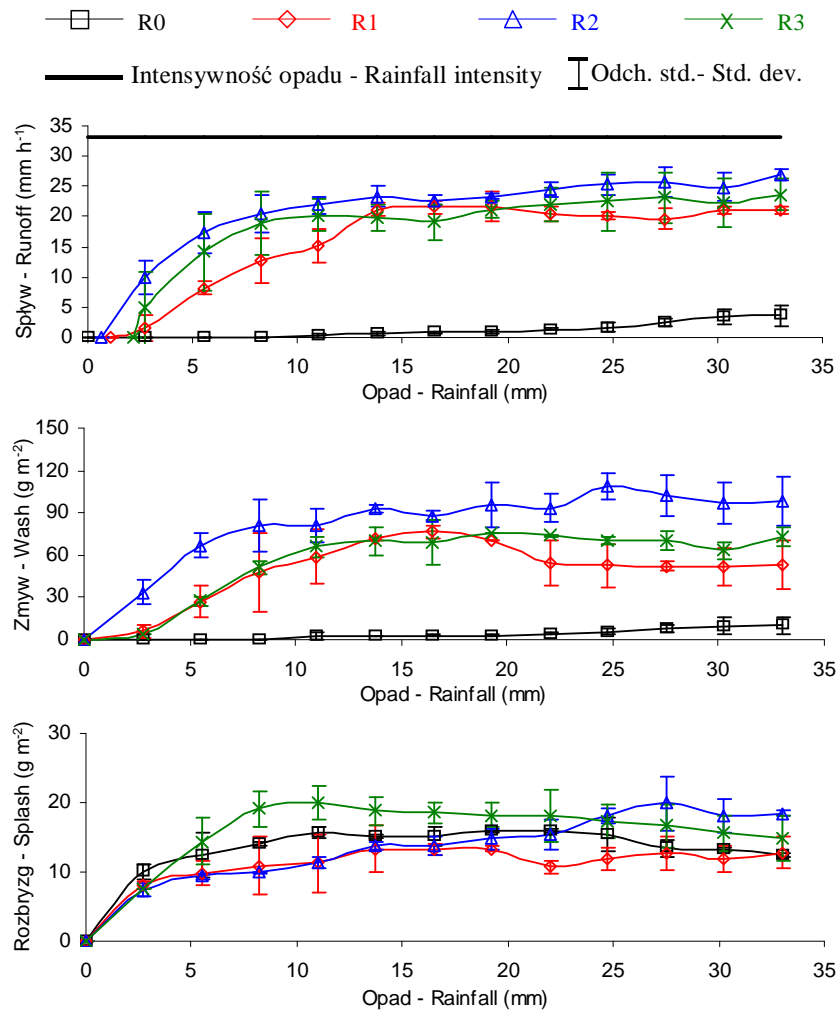 R0 R1 R2 R3
Intensywność opadu - Rainfall intensity Odch. std.- Std. dev.
Spływ - Runoff (mm h-1)
35
30
25
20
15
10
5
0
0 5 10 15 20 25 30 35
Opad - Rainfall (mm)
Zmyw - Wash (g m-2)
150
120
90
60
30
0
0 5 10 15 20 25 30 35
Opad - Rainfall (mm)
Rozbryzg - Splash (g m-2)
30
20
10
0
0 5 10 15 20 25 30 35
Opad - Rainfall (mm)